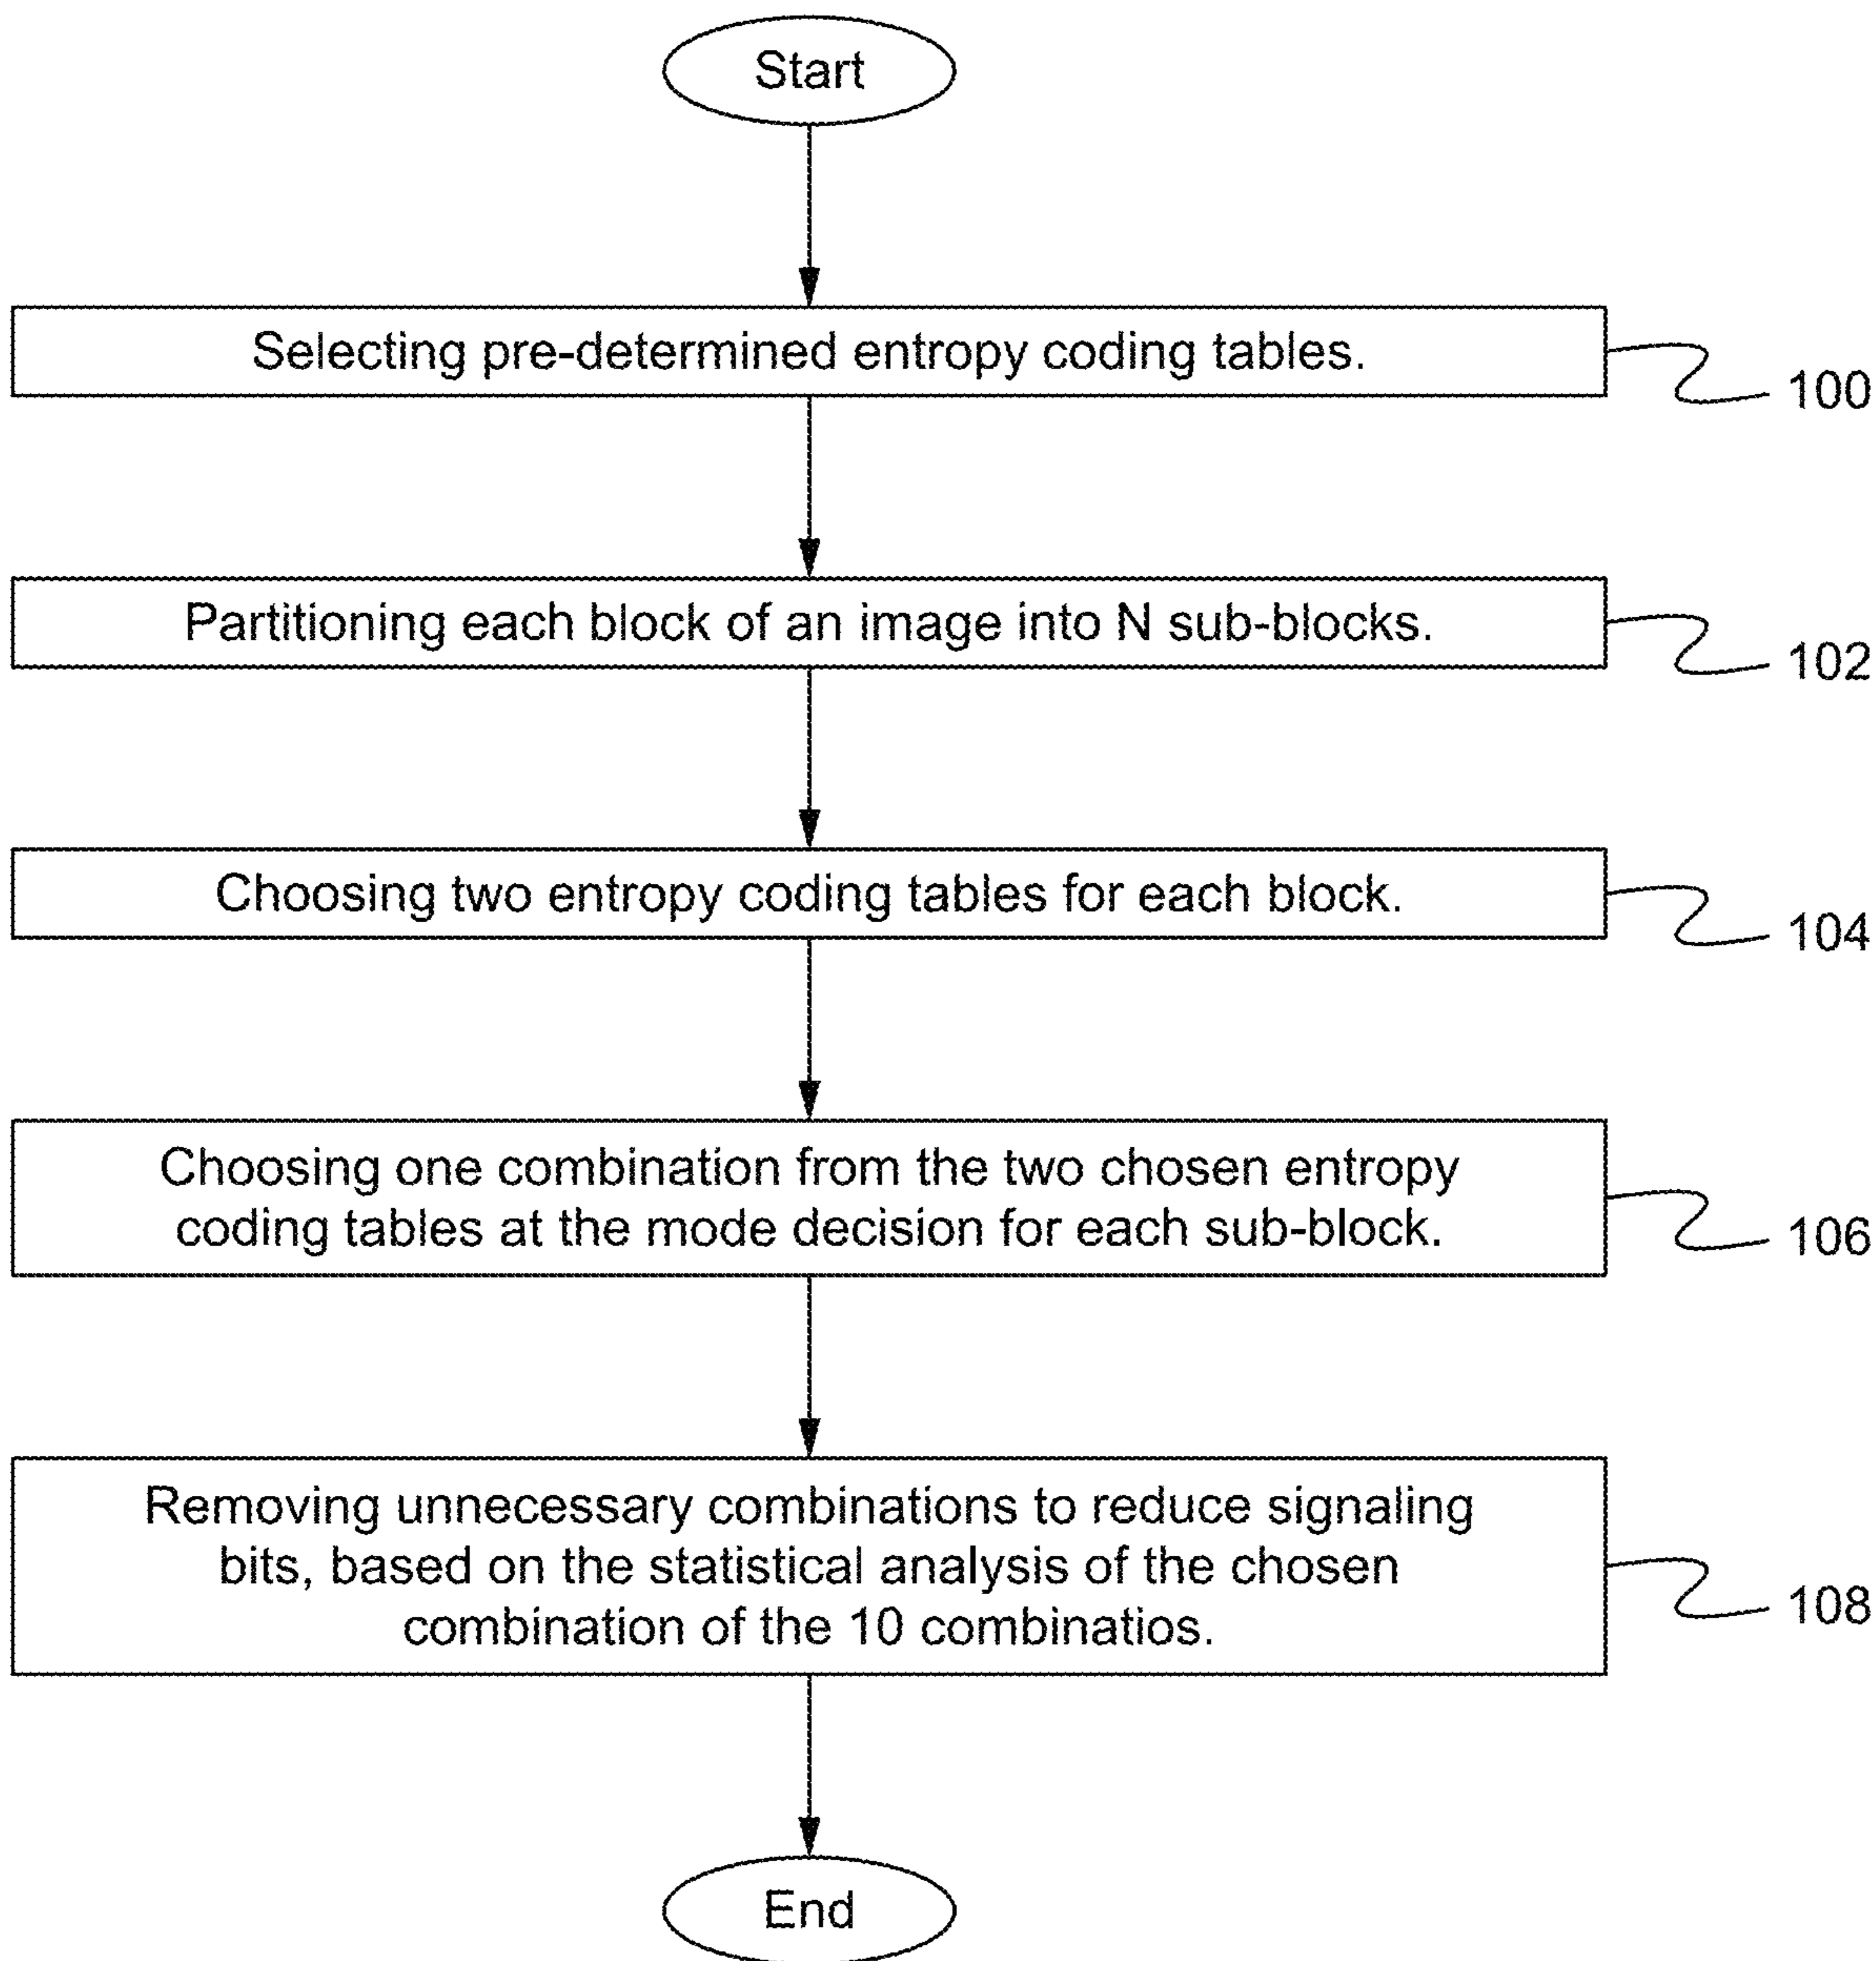 Start
Selecting pre-determined entropy coding tables.
100
Partitioning each block of an image into N sub-blocks.
102
Choosing two entropy coding tables for each block.
104
Choosing one combination from the two chosen entropy
coding tables at the mode decision for each sub-block.
106
Removing unnecessary combinations to reduce signaling
bits, based on the statistical analysis of the chosen
combination of the 10 combinatios.
108
End